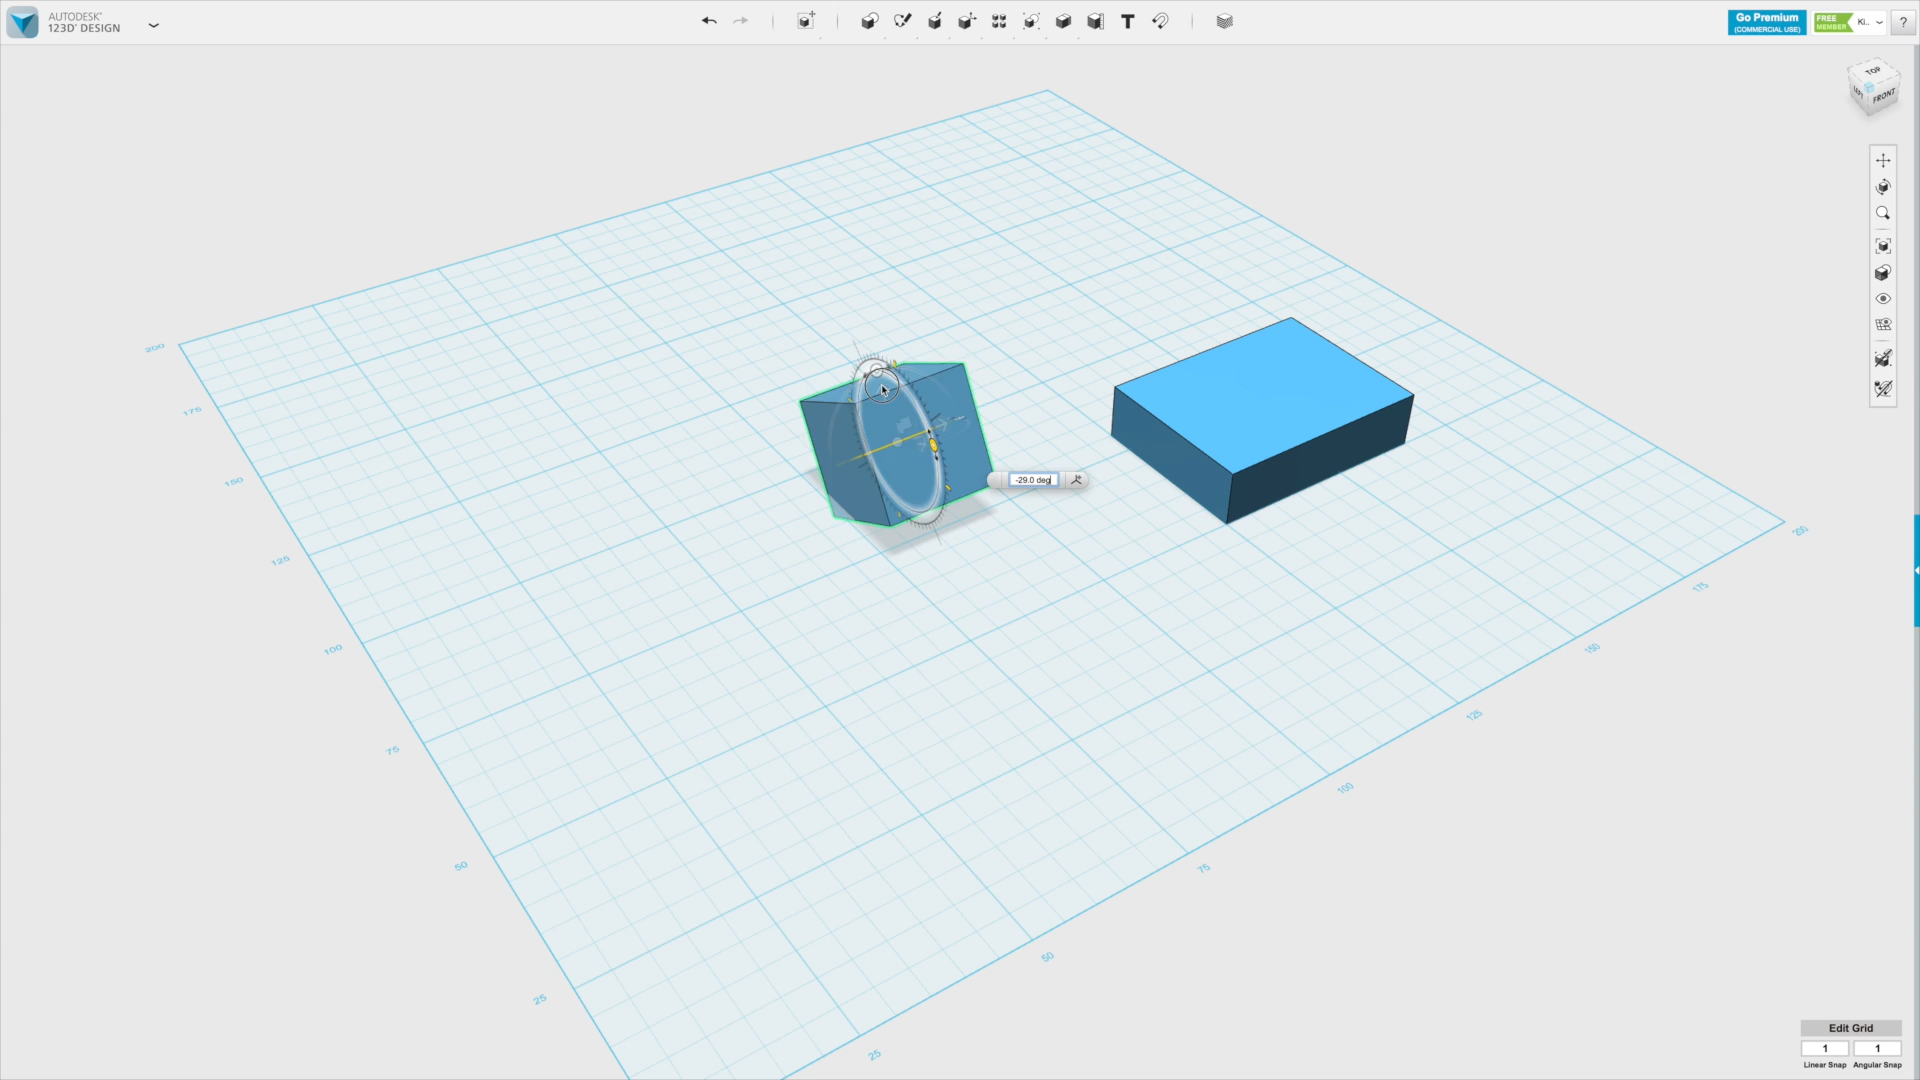 AUTODESK®
123D® DESIGN
T
Go Premium
(COMMERCIAL USE)
FREE
MEMBER
Ki..
?
TOP
FRONT
200
175
150
125
100
75
50
25
-29.0 deg
200
175
150
125
100
75
50
25
Edit Grid
1
1
Linear Snap
Angular Snap